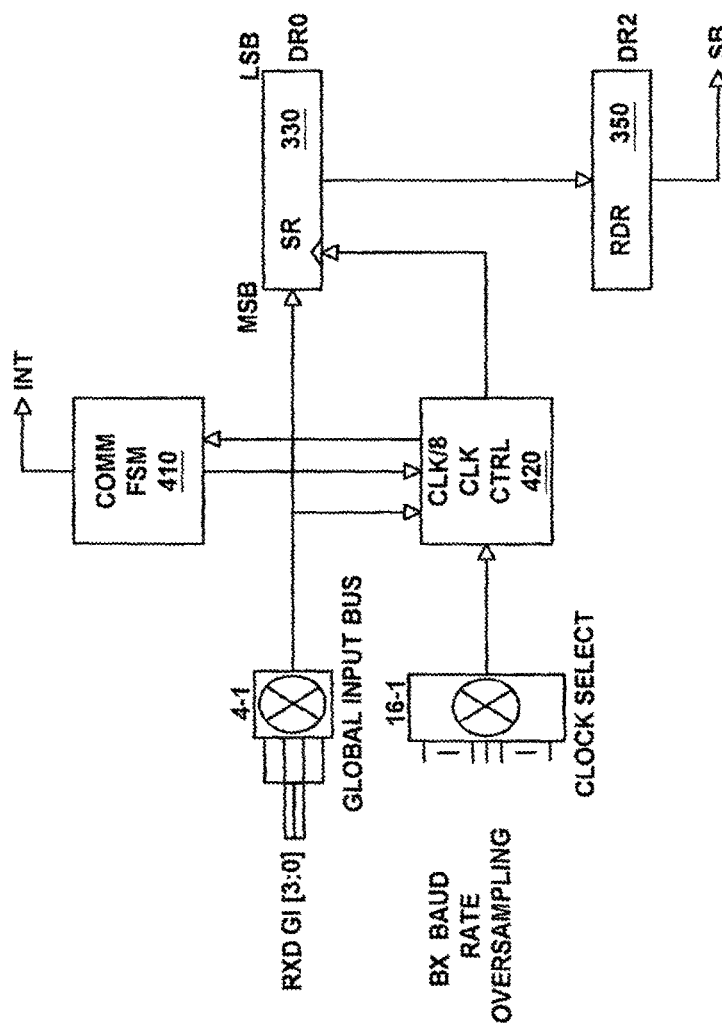 INT
COMM
FSM
410
MSB
LSB
SR 330
DR0
4-1
GLOBAL INPUT BUS
RXD GI [3:0]
CLK/8
CLK
CTRL
420
16-1
CLOCK SELECT
BX BAUD
RATE
OVERSAMPLING
RDR 350
DR2
SB